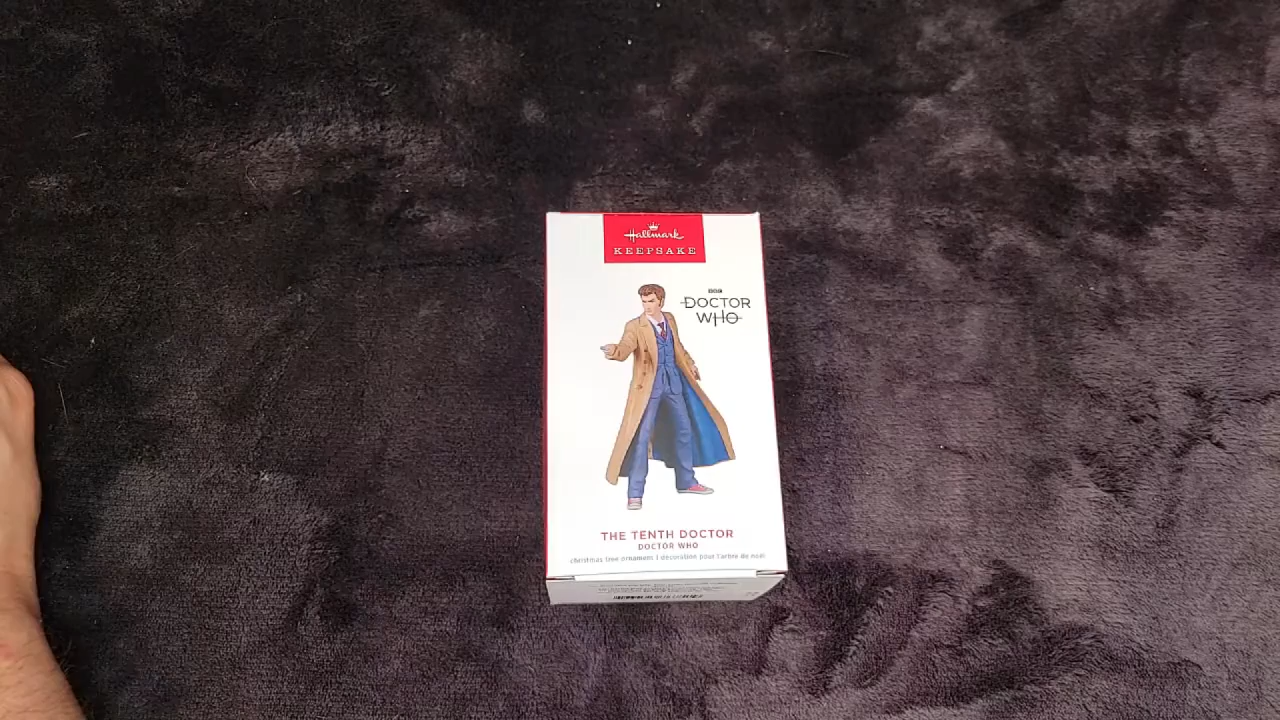 Hallmark
KEEPSAKE
BBC
DOCTOR
WHO
THE TENTH DOCTOR
DOCTOR WHO
christmas tree ornament | décoration pour l'arbre de noël